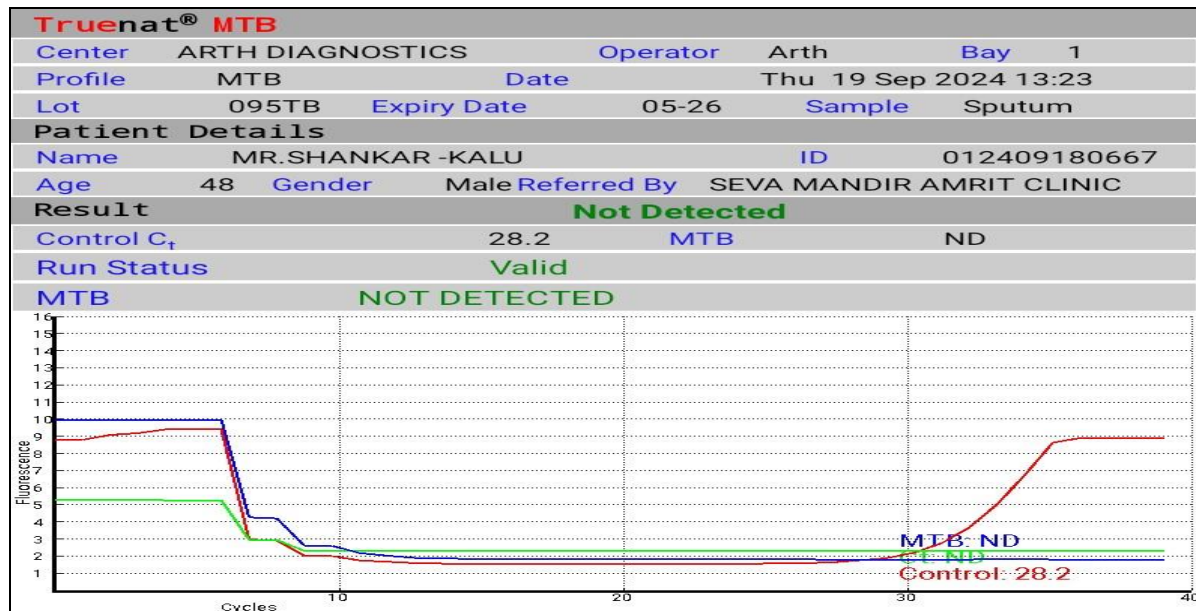 Truenat® MTB
Center ARTH DIAGNOSTICS Operator Arth Bay 1
Profile MTB Date Thu 19 Sep 2024 13:23
Lot 095TB Expiry Date 05-26 Sample Sputum
Patient Details
Name MR.SHANKAR -KALU ID 012409180667
Age 48 Gender Male Referred By SEVA MANDIR AMRIT CLINIC
Result Not Detected
Control Ct 28.2 MTB ND
Run Status Valid
MTB NOT DETECTED
16
15
14
13
12
11
10
9
8
7
6
5
4
3
2
1
Fluorescence
MTB: ND
Ct: ND
Control: 28.2
10 20 30 40
Cycles